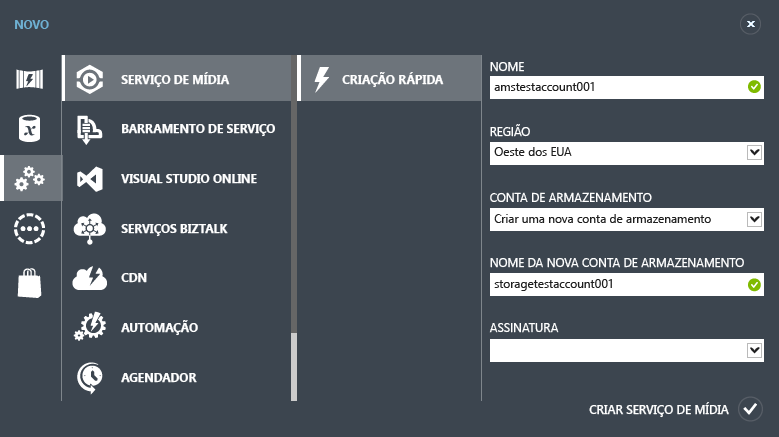 NOVO
SERVIÇO DE MÍDIA
BARRAMENTO DE SERVIÇO
VISUAL STUDIO ONLINE
SERVIÇOS BIZTALK
CDN
AUTOMAÇÃO
AGENDADOR
CRIAÇÃO RÁPIDA
NOME
amstestaccount001
REGIÃO
Oeste dos EUA
CONTA DE ARMAZENAMENTO
Criar uma nova conta de armazenamento
NOME DA NOVA CONTA DE ARMAZENAMENTO
storagetestaccount001
ASSINATURA
CRIAR SERVIÇO DE MÍDIA